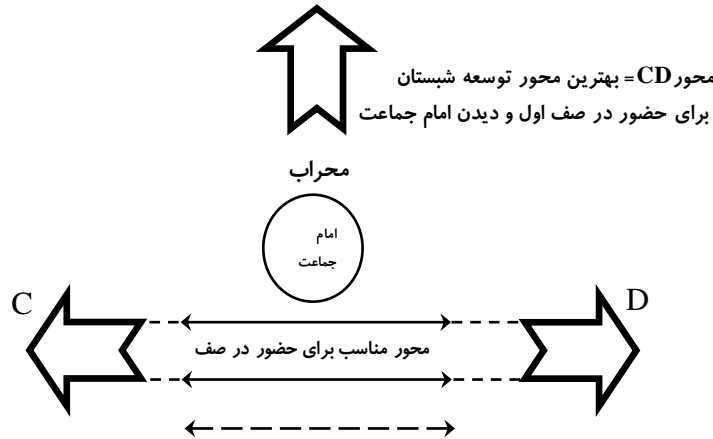 محور CD= بهترین محور توسعه شبستان
برای حضور در صف اول و دیدن امام جماعت
محراب
امام
جماعت
C
D
محور مناسب برای حضور در صف